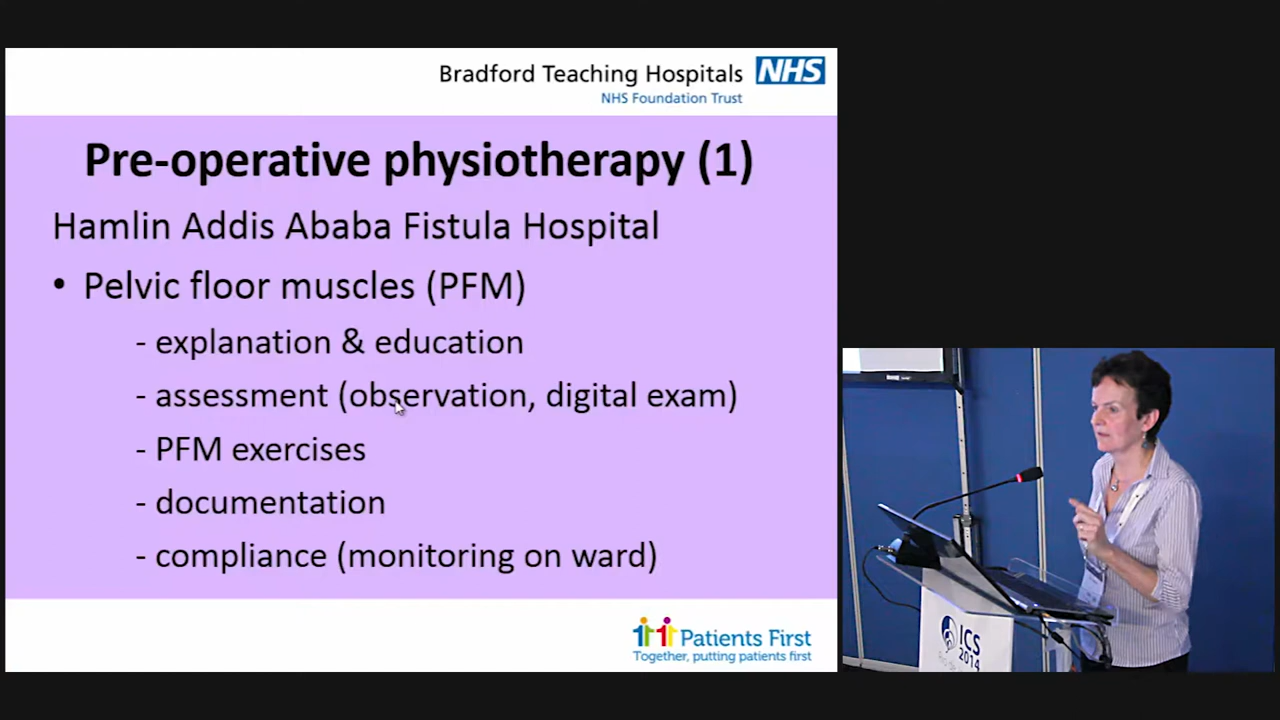 Bradford Teaching Hospitals NHS
NHS Foundation Trust
Pre-operative physiotherapy (1)
Hamlin Addis Ababa Fistula Hospital
• Pelvic floor muscles (PFM)
- explanation & education
- assessment (observation, digital exam)
- PFM exercises
- documentation
- compliance (monitoring on ward)
Patients First
Together, putting patients first
ICS
2014